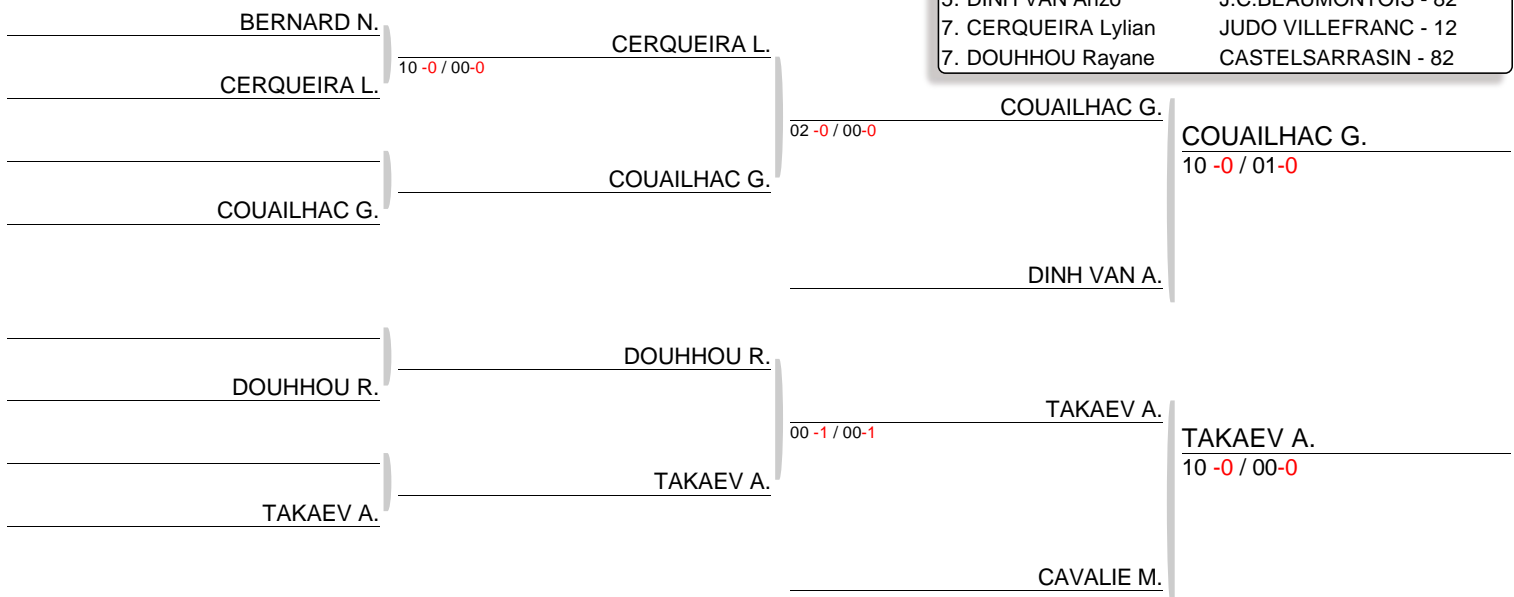 5. DINH VAN Anzo J.C.BEAUMONTOIS - 82
7. CERQUEIRA Lylian JUDO VILLEFRANC - 12
7. DOUHHOU Rayane CASTELSARRASIN - 82
BERNARD N.
CERQUEIRA L.
CERQUEIRA L.
10 -0 / 00-0
COUAILHAC G.
COUAILHAC G.
COUAILHAC G.
02 -0 / 00-0
DINH VAN A.
COUAILHAC G.
10 -0 / 01-0
DOUHHOU R.
DOUHHOU R.
TAKAEV A.
TAKAEV A.
TAKAEV A.
00 -1 / 00-1
CAVALIE M.
TAKAEV A.
10 -0 / 00-0